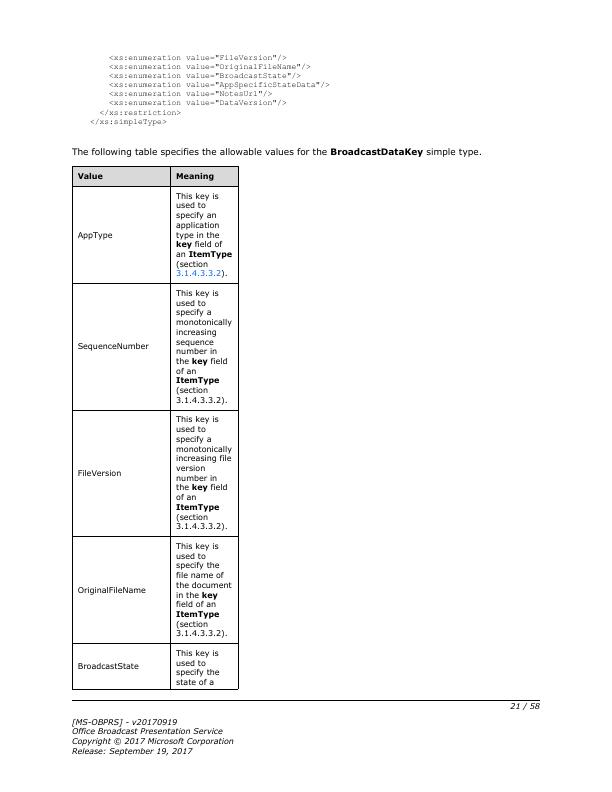 <xs:enumeration value="FileVersion"/>
<xs:enumeration value="OriginalFileName"/>
<xs:enumeration value="BroadcastState"/>
<xs:enumeration value="AppSpecificStateData"/>
<xs:enumeration value="NotesUrl"/>
<xs:enumeration value="DataVersion"/>
</xs:restriction>
</xs:simpleType>
The following table specifies the allowable values for the BroadcastDataKey simple type.
Value Meaning
AppType
This key is
used to
specify an
application
type in the
key field of
an ItemType
(section
3.1.4.3.3.2).
SequenceNumber
This key is
used to
specify a
monotonically
increasing
sequence
number in
the key field
of an
ItemType
(section
3.1.4.3.3.2).
FileVersion
This key is
used to
specify a
monotonically
increasing file
version
number in
the key field
of an
ItemType
(section
3.1.4.3.3.2).
OriginalFileName
This key is
used to
specify the
file name of
the document
in the key
field of an
ItemType
(section
3.1.4.3.3.2).
BroadcastState
This key is
used to
specify the
state of a
21 / 58
[MS-OBPRS] - v20170919
Office Broadcast Presentation Service
Copyright © 2017 Microsoft Corporation
Release: September 19, 2017